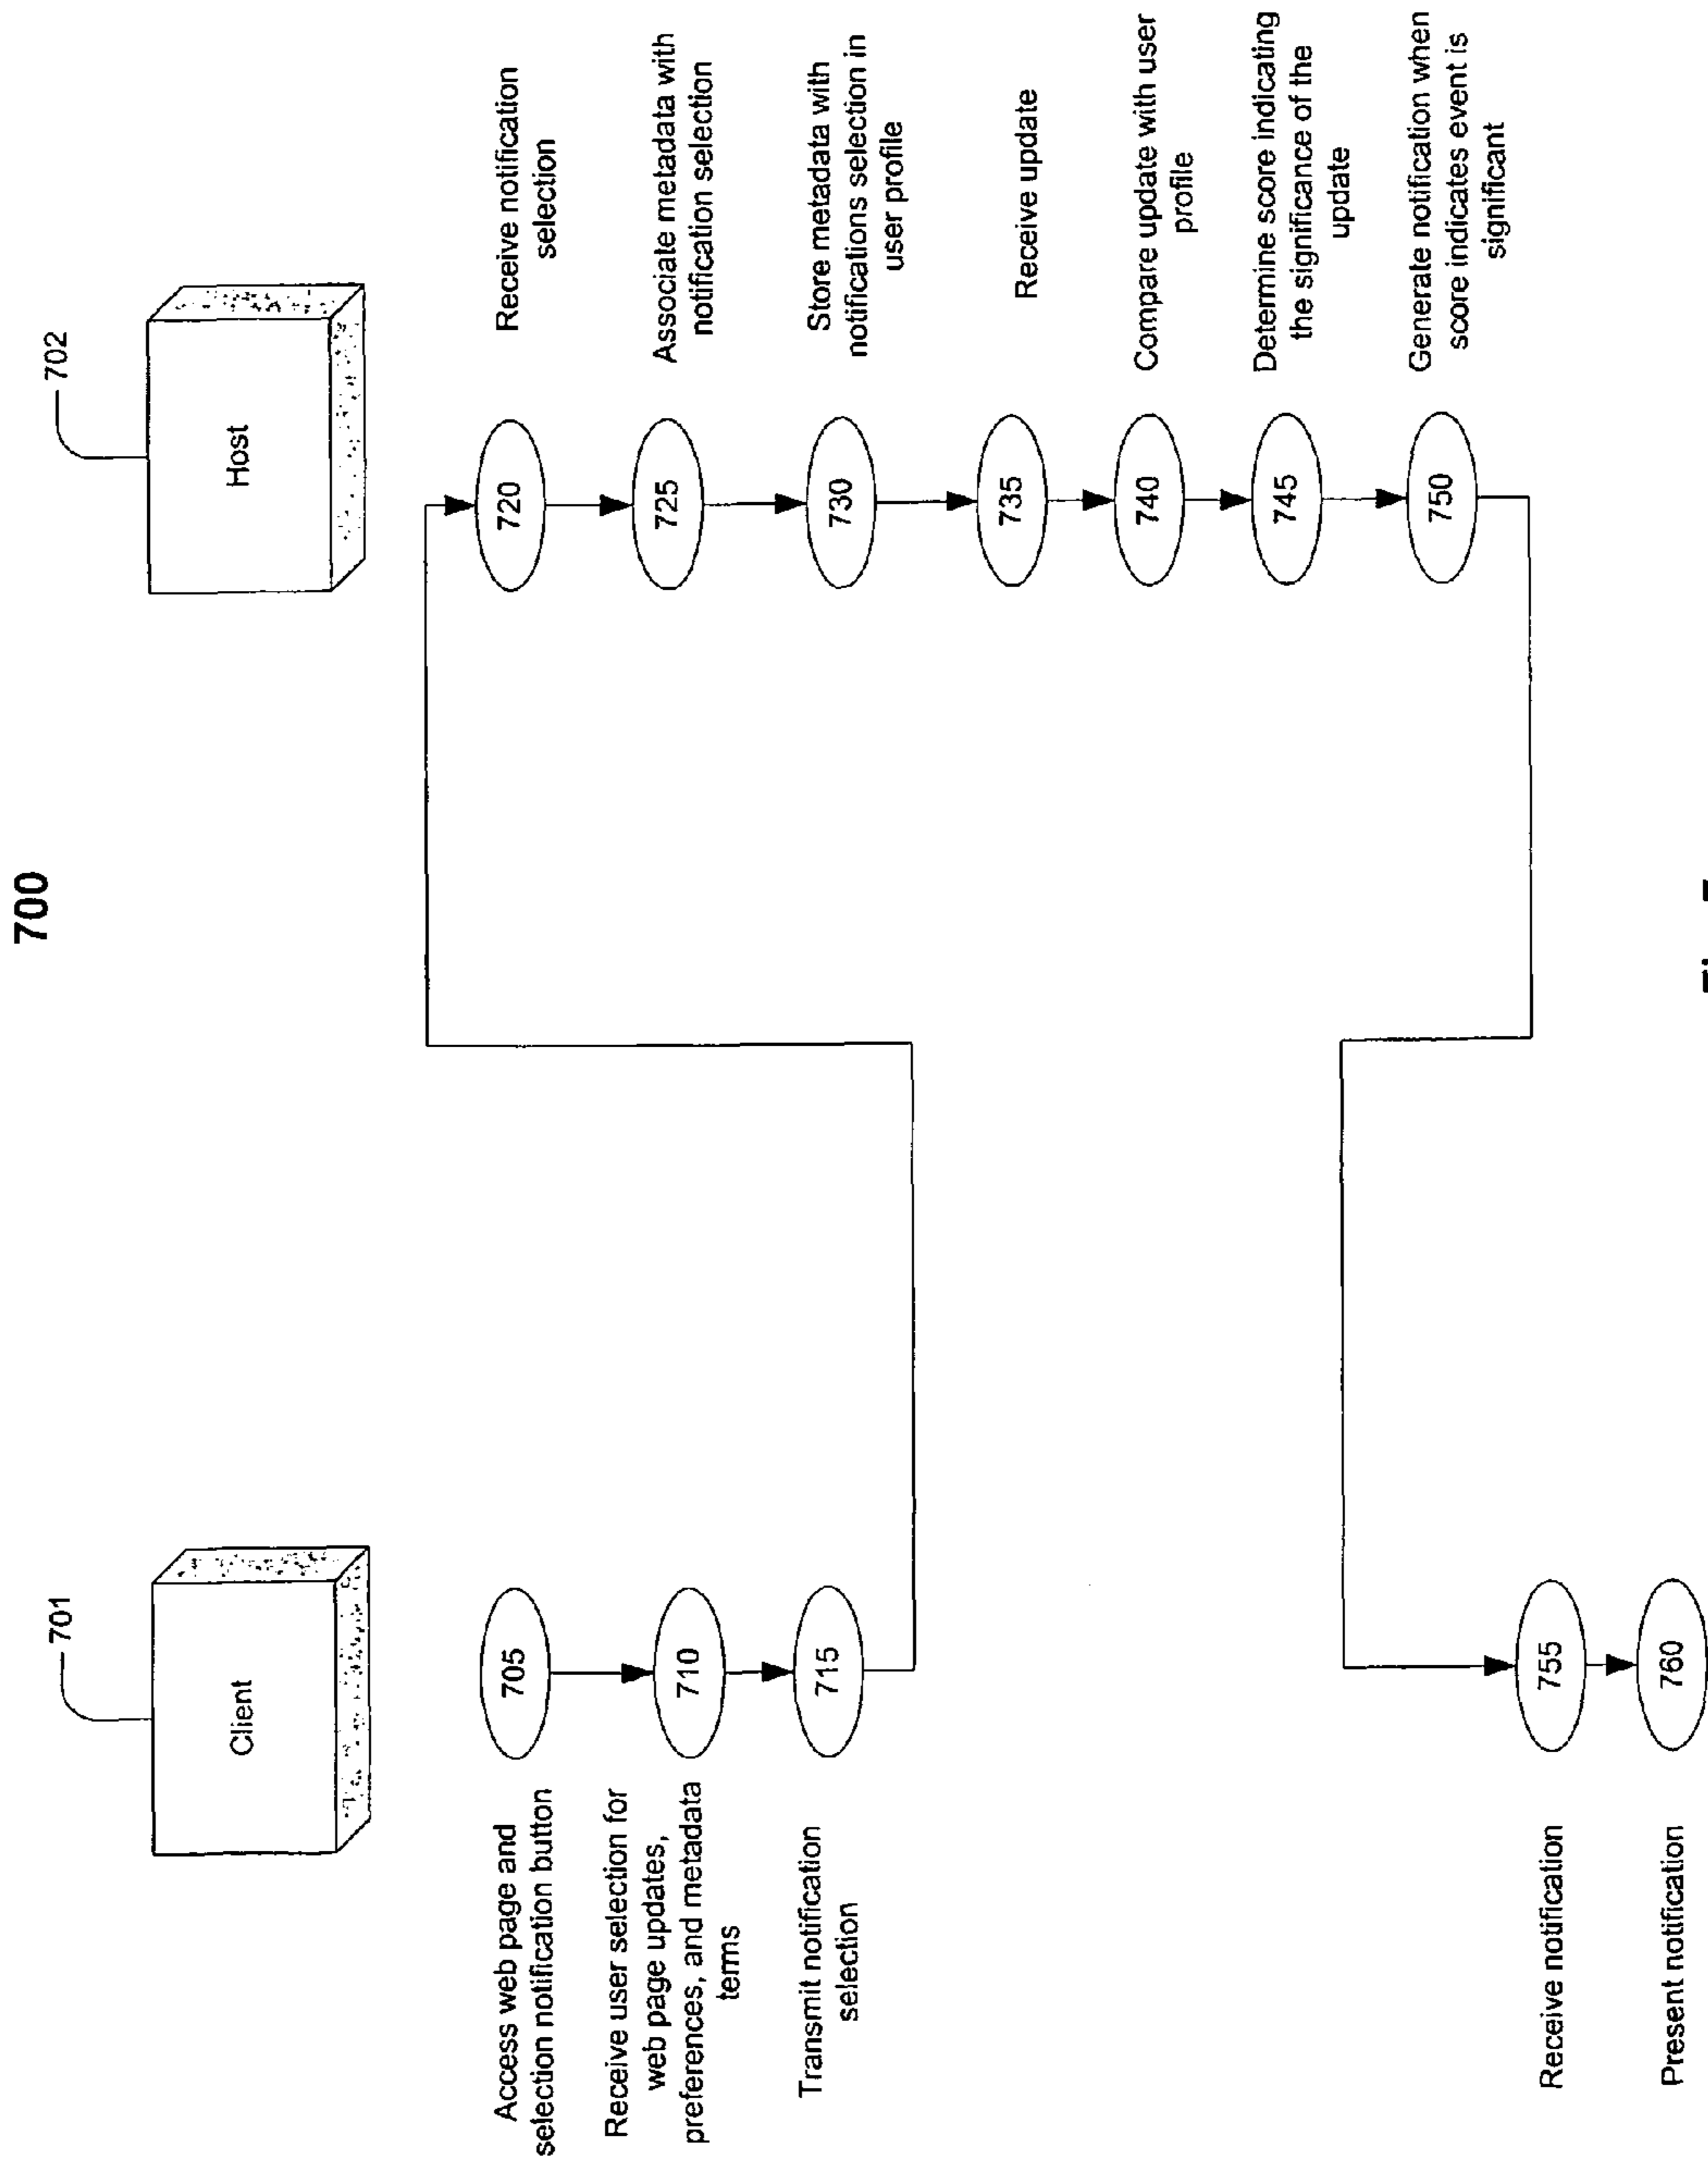 700
701
Client
702
Host
Access web page and
selection notification button
705
Receive user selection for
web page updates,
preferences, and metadata
terms
710
Transmit notification
selection
715
720
Receive notification
selection
725
Associate metadata with
notification selection
730
Store metadata with
notifications selection in
user profile
735
Receive update
740
Compare update with user
profile
745
Determine score indicating
the significance of the
update
750
Generate notification when
score indicates event is
significant
Receive notification
755
Present notification
760